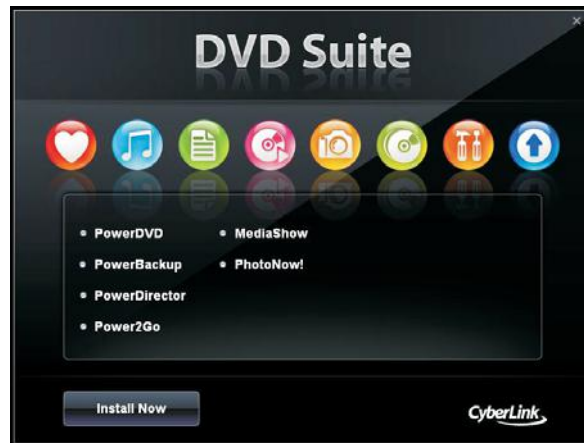 DVD Suite
PowerDVD
PowerBackup
PowerDirector
Power2Go
MediaShow
PhotoNow!
Install Now
CyberLink